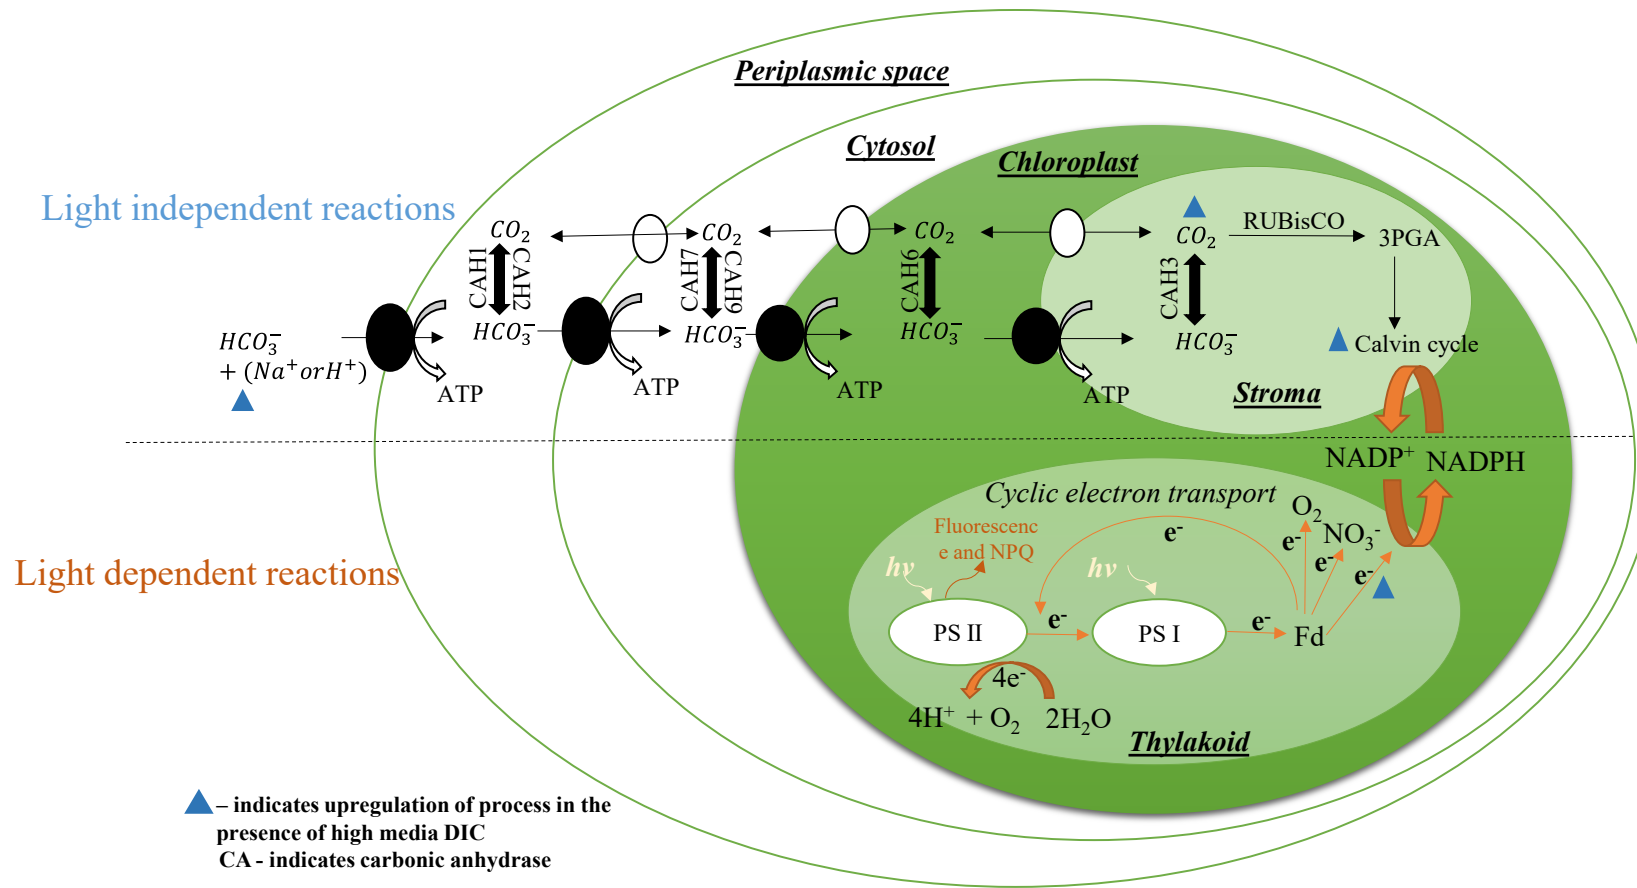 Periplasmic space
Cytosol
Chloroplast
Light independent reactions
CO₂
CO₂
CO₂
CO₂
RUBisCO
3PGA
CAH1
CAH2
CAH7
CAH9
CAH6
CAH3
HCO₃⁻
+ (Na⁺orH⁺)
HCO₃⁻
HCO₃⁻
HCO₃⁻
HCO₃⁻
Calvin cycle
ATP
ATP
ATP
ATP
Stroma
NADP⁺
NADPH
Cyclic electron transport
O₂
NO₃⁻
Fluorescenc
e and NPQ
e⁻
e⁻
e⁻
e⁻
hν
hν
Light dependent reactions
PS II
e⁻
PS I
e⁻
Fd
4e⁻
4H⁺ + O₂
2H₂O
Thylakoid
– indicates upregulation of process in the
presence of high media DIC
CA - indicates carbonic anhydrase